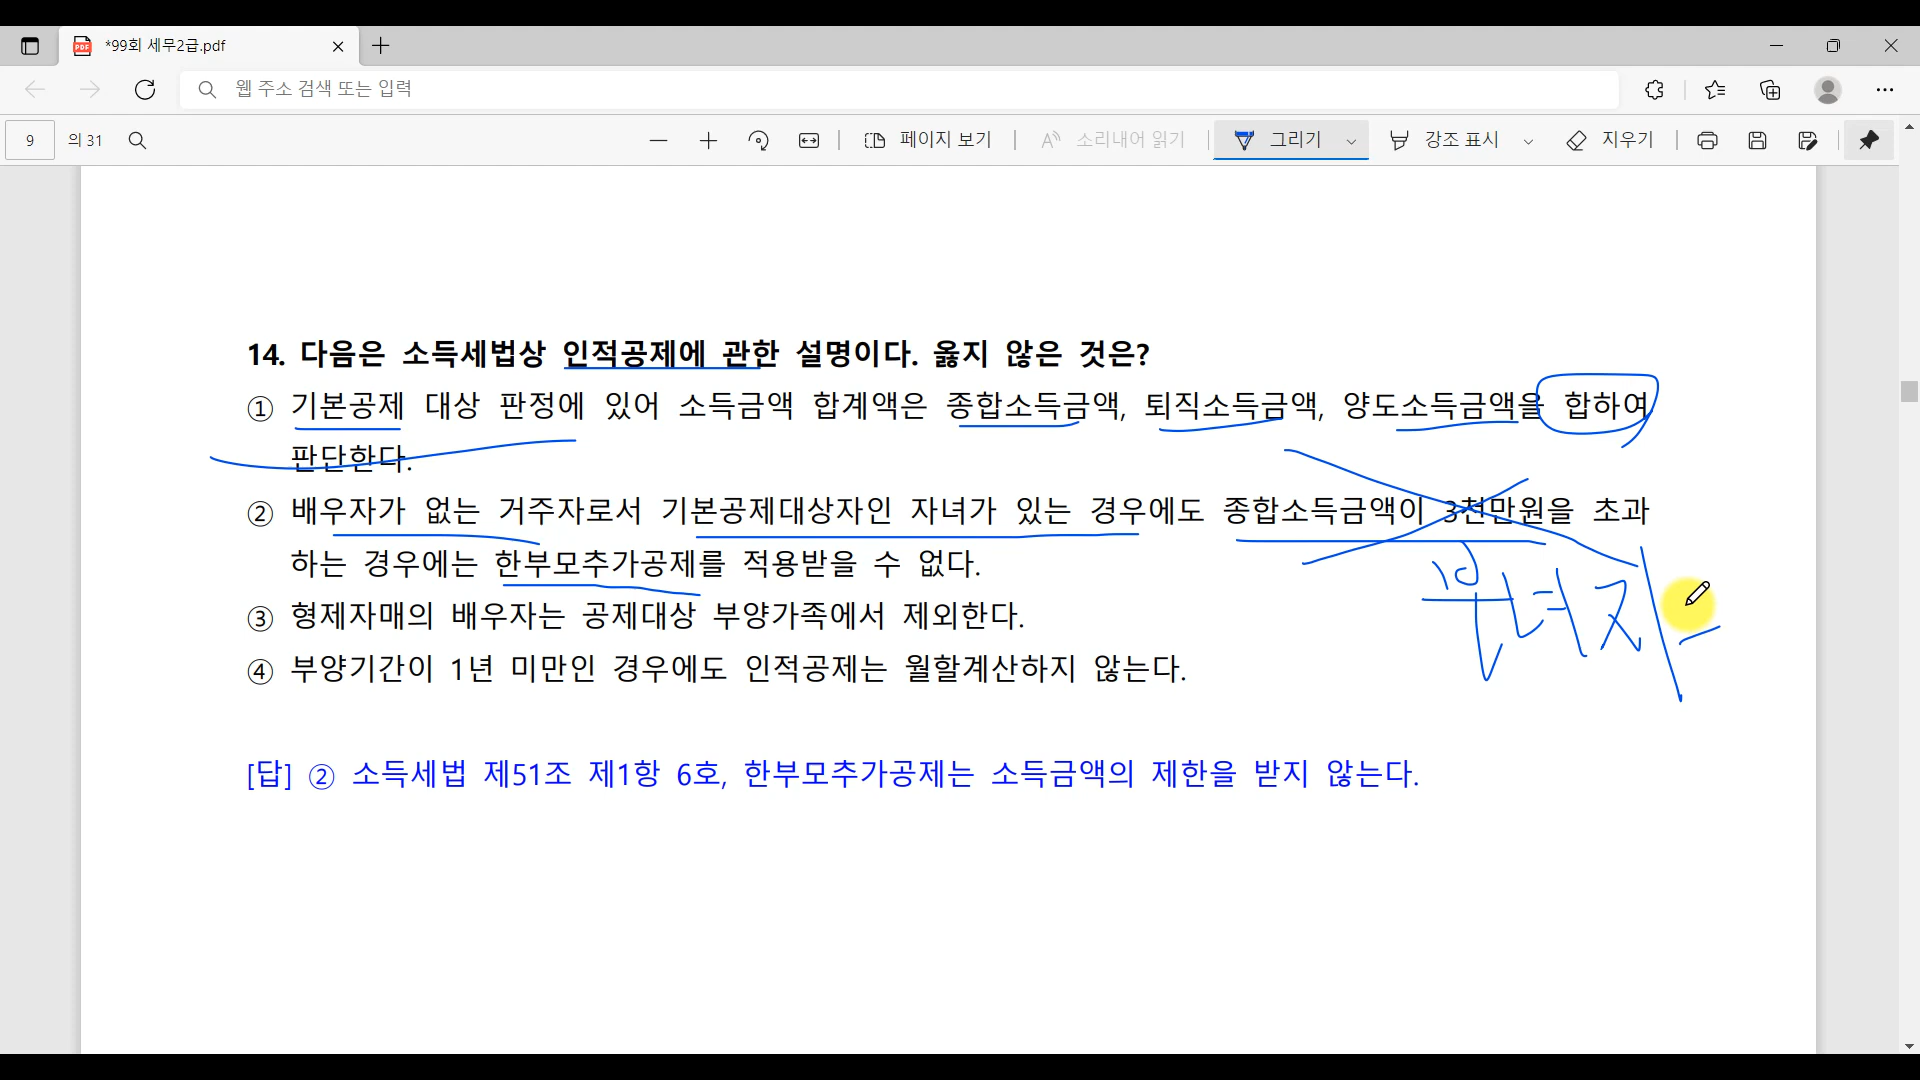 *99회 세무2급.pdf
웹 주소 검색 또는 입력
9 의 31 페이지 보기 소리내어 읽기 그리기 강조 표시 지우기
14. 다음은 소득세법상 인적공제에 관한 설명이다. 옳지 않은 것은?
① 기본공제 대상 판정에 있어 소득금액 합계액은 종합소득금액, 퇴직소득금액, 양도소득금액을 합하여
판단한다.
② 배우자가 없는 거주자로서 기본공제대상자인 자녀가 있는 경우에도 종합소득금액이 3천만원을 초과
하는 경우에는 한부모추가공제를 적용받을 수 없다.
③ 형제자매의 배우자는 공제대상 부양가족에서 제외한다.
④ 부양기간이 1년 미만인 경우에도 인적공제는 월할계산하지 않는다.
[답] ② 소득세법 제51조 제1항 6호, 한부모추가공제는 소득금액의 제한을 받지 않는다.